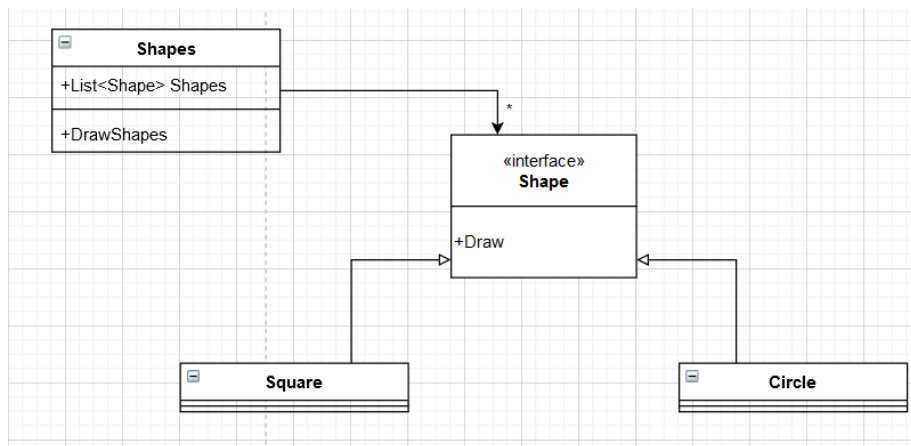 Shapes
+List<Shape> Shapes
+DrawShapes
*
«interface»
Shape
+Draw
Square
Circle